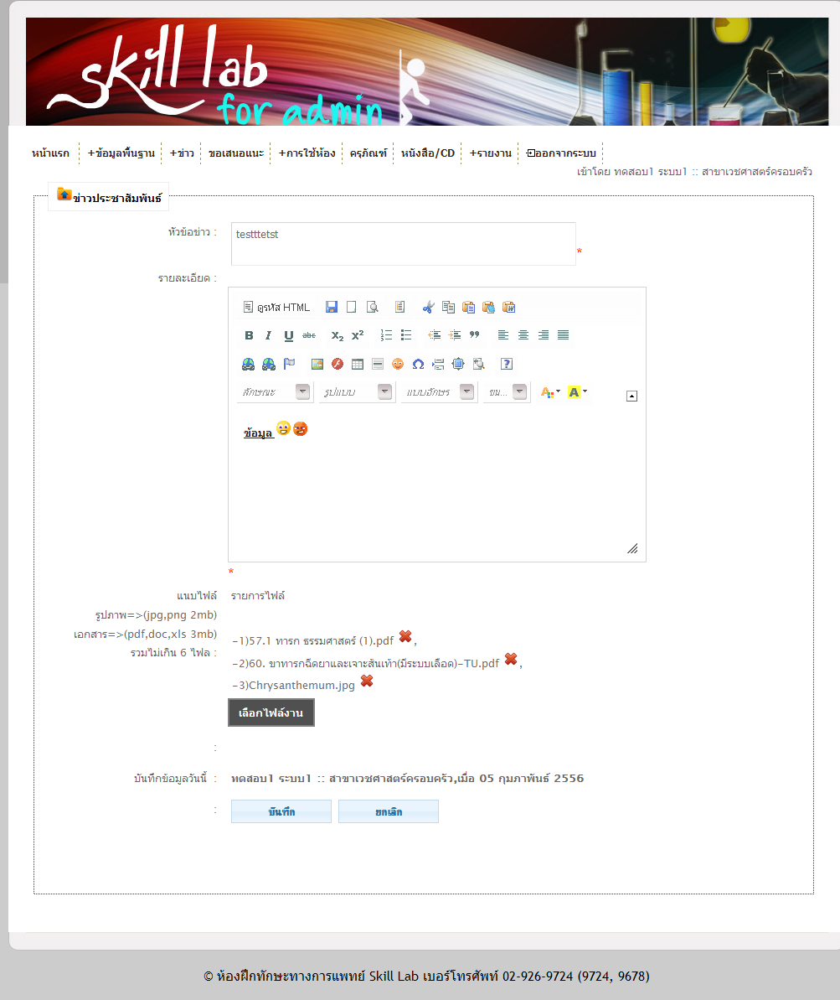 skill lab
for admin
หน้าแรก +ข้อมูลพื้นฐาน +ข่าว ขอเสนอแนะ +การใช้ห้อง ครุภัณฑ์ หนังสือ/CD +รายงาน ออกจากระบบ
เข้าโดย ทดสอบ1 ระบบ1 :: สาขาเวชศาสตร์ครอบครัว
ข่าวประชาสัมพันธ์
หัวข้อข่าว : testttetst *
รายละเอียด :
ดูรหัส HTML
B I U abc X2 X2
ลักษณะ รูปแบบ แบบอักษร ขน... A A
ข้อมูล
*
แนบไฟล์ รายการไฟล์
รูปภาพ=>(jpg,png 2mb)
เอกสาร=>(pdf,doc,xls 3mb)
รวมไม่เกิน 6 ไฟล :
-1)57.1 ทารก ธรรมศาสตร์ (1).pdf ,
-2)60. ขาทารกฉีดยาและเจาะส้นเท้า(มีระบบเลือด)-TU.pdf ,
-3)Chrysanthemum.jpg
เลือกไฟล์งาน
:
บันทึกข้อมูลวันนี้ : ทดสอบ1 ระบบ1 :: สาขาเวชศาสตร์ครอบครัว,เมื่อ 05 กุมภาพันธ์ 2556
: บันทึก ยกเลิก
© ห้องฝึกทักษะทางการแพทย์ Skill Lab เบอร์โทรศัพท์ 02-926-9724 (9724, 9678)